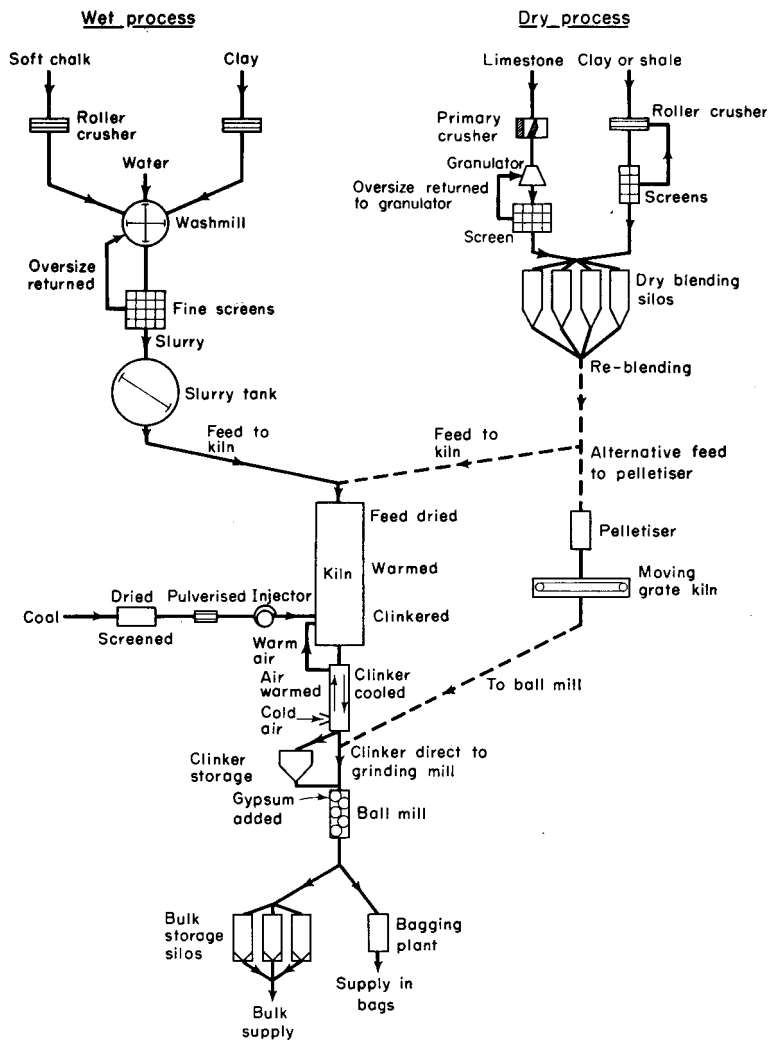 Wet process
Dry process
Soft chalk
Clay
Limestone
Clay or shale
Roller
crusher
Primary
crusher
Roller crusher
Water
Granulator
Oversize returned
to granulator
Screens
Washmill
Screen
Oversize
returned
Fine screens
Dry blending
silos
Slurry
Re-blending
Slurry tank
Feed to
kiln
Feed to
kiln
Alternative feed
to pelletiser
Feed dried
Pelletiser
Kiln
Warmed
Moving
grate kiln
Dried
Pulverised
Injector
Coal
Screened
Clinkered
Warm
air
Air
warmed
Clinker
cooled
To ball mill
Cold
air
Clinker
storage
Clinker direct to
grinding mill
Gypsum
added
Ball mill
Bulk
storage
silos
Bagging
plant
Supply in
bags
Bulk
supply